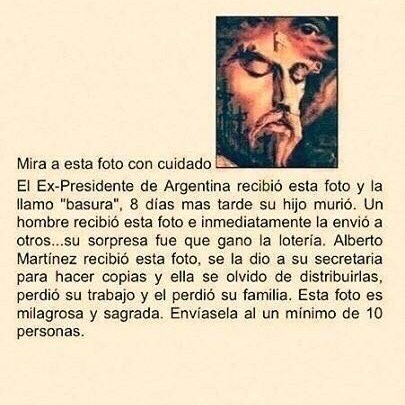 Mira a esta foto con cuidado
El Ex-Presidente de Argentina recibió esta foto y la
llamo "basura", 8 días mas tarde su hijo murió. Un
hombre recibió esta foto e inmediatamente la envió a
otros...su sorpresa fue que gano la lotería. Alberto
Martínez recibió esta foto, se la dio a su secretaria
para hacer copias y ella se olvido de distribuirlas,
perdió su trabajo y el perdió su familia. Esta foto es
milagrosa y sagrada. Envíasela al un mínimo de 10
personas.